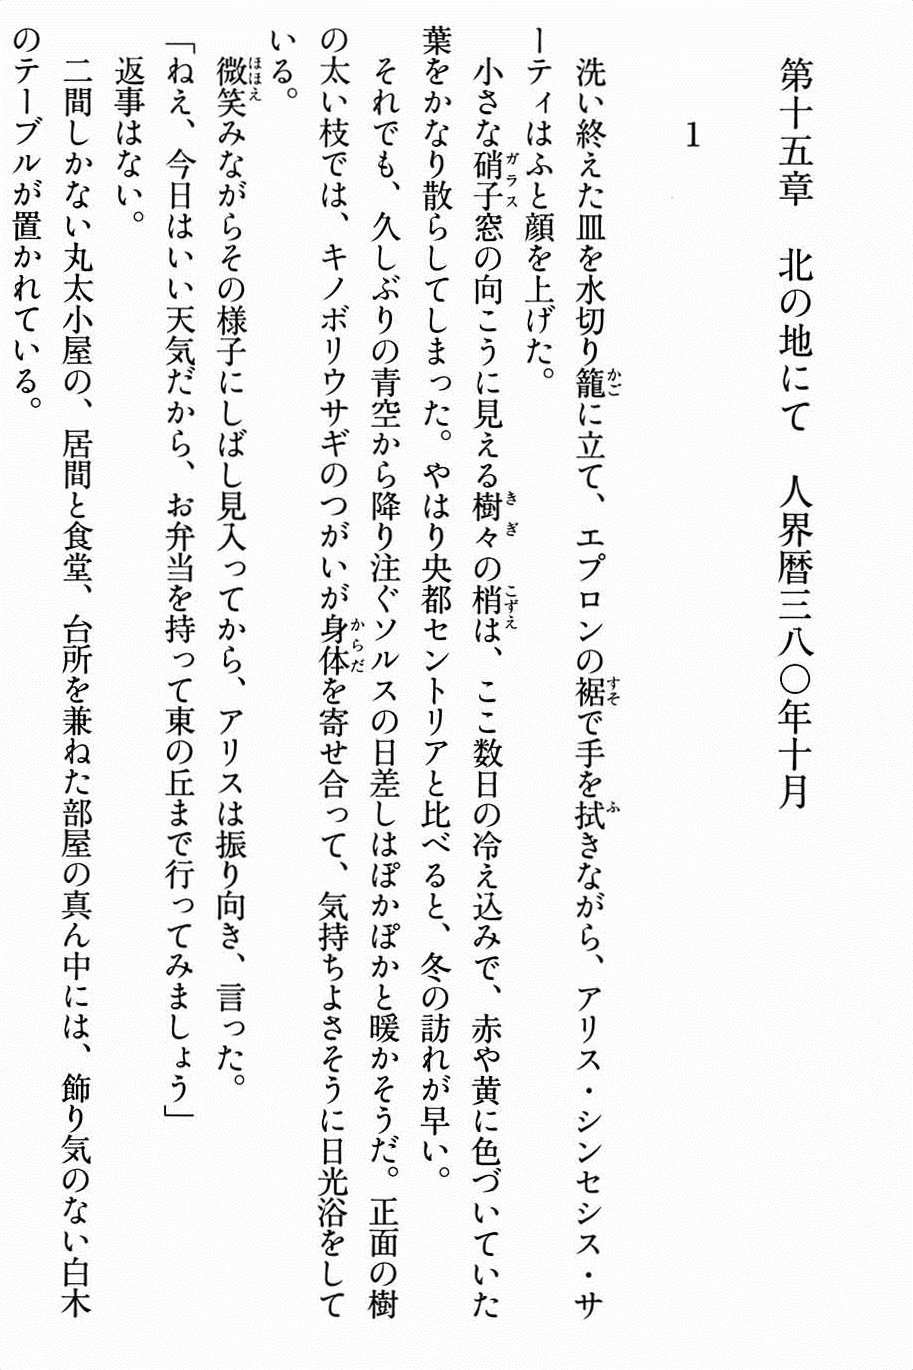 第十五章　北の地にて　人界暦三八〇年十月
1
洗い終えた皿を水切り籠に立て、エプロンの裾で手を拭きながら、アリス・シンセシス・サ
ーティはふと顔を上げた。
小さな硝子窓の向こうに見える樹々の梢は、ここ数日の冷え込みで、赤や黄に色づいていた
葉をかなり散らしてしまった。やはり央都セントリアと比べると、冬の訪れが早い。
それでも、久しぶりの青空から降り注ぐソルスの日差しはぽかぽかと暖かそうだ。正面の樹
の太い枝では、キノボリウサギのつがいが身体を寄せ合って、気持ちよさそうに日光浴をして
いる。
微笑みながらその様子にしばし見入ってから、アリスは振り向き、言った。
「ねえ、今日はいい天気だから、お弁当を持って東の丘まで行ってみましょう」
返事はない。
二間しかない丸太小屋の、居間と食堂、台所を兼ねた部屋の真ん中には、飾り気のない白木
のテーブルが置かれている。